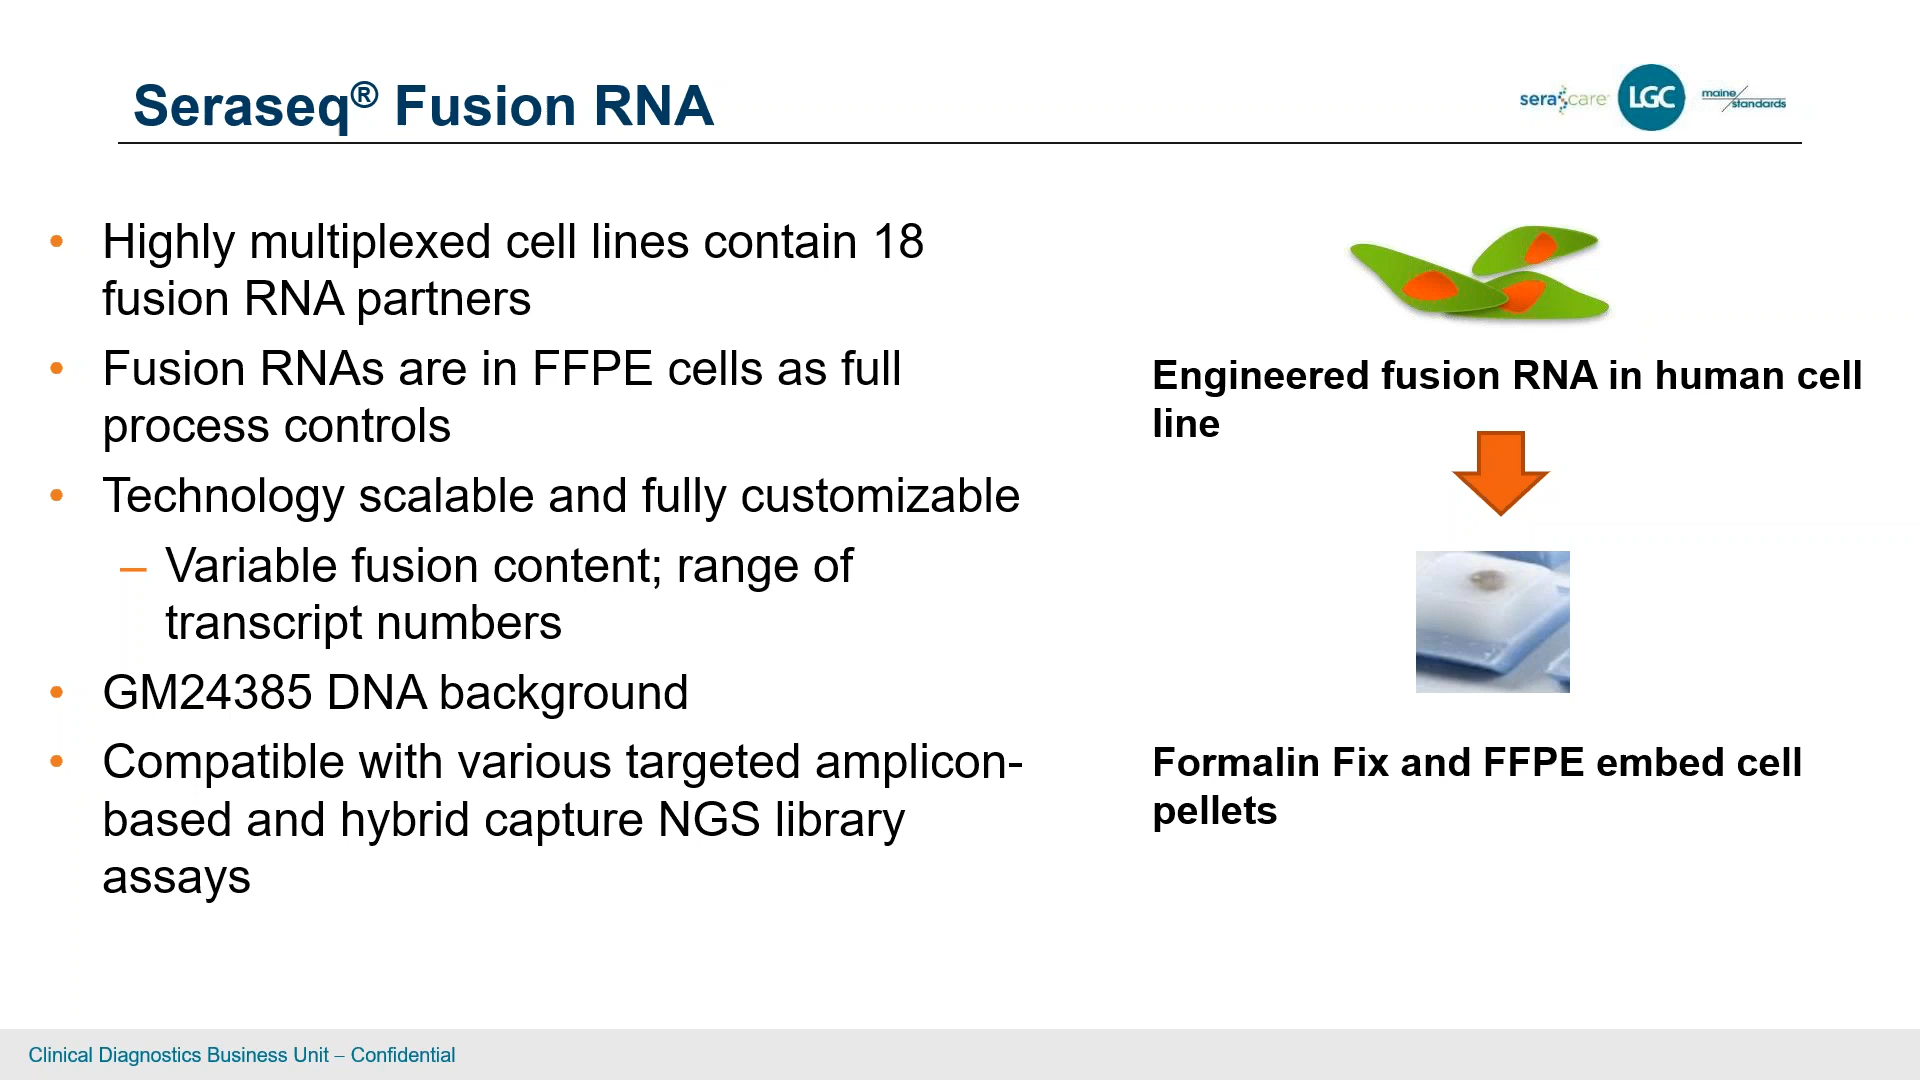 Seraseq® Fusion RNA
seracare
LGC
maine
standards
• Highly multiplexed cell lines contain 18
fusion RNA partners
• Fusion RNAs are in FFPE cells as full
process controls
• Technology scalable and fully customizable
– Variable fusion content; range of
transcript numbers
• GM24385 DNA background
• Compatible with various targeted amplicon-
based and hybrid capture NGS library
assays
Engineered fusion RNA in human cell
line
Formalin Fix and FFPE embed cell
pellets
Clinical Diagnostics Business Unit – Confidential